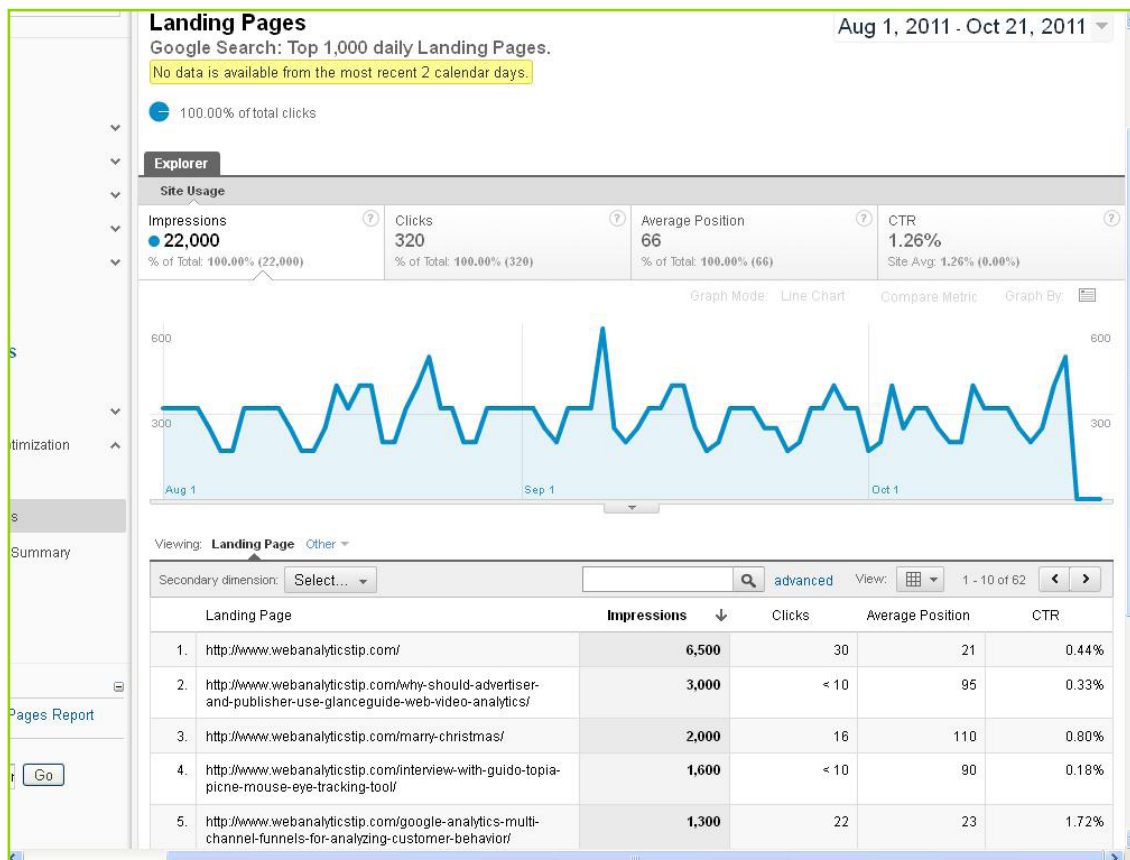 Landing Pages
Aug 1, 2011 - Oct 21, 2011
Google Search: Top 1,000 daily Landing Pages.
No data is available from the most recent 2 calendar days.
100.00% of total clicks
Explorer
Site Usage
Impressions ? Clicks ? Average Position ? CTR ?
22,000 320 66 1.26%
% of Total: 100.00% (22,000) % of Total: 100.00% (320) % of Total: 100.00% (66) Site Avg: 1.26% (0.00%)
Graph Mode: Line Chart Compare Metric Graph By:
600 600
s
300 300
timization
Aug 1 Sep 1 Oct 1
s
Summary
Viewing: Landing Page Other
Secondary dimension: Select... advanced View: 1 - 10 of 62
Landing Page Impressions Clicks Average Position CTR
1. http://www.webanalyticstip.com/ 6,500 30 21 0.44%
2. http://www.webanalyticstip.com/why-should-advertiser- 3,000 < 10 95 0.33%
and-publisher-use-glanceguide-web-video-analytics/
Pages Report
3. http://www.webanalyticstip.com/marry-christmas/ 2,000 16 110 0.80%
4. http://www.webanalyticstip.com/interview-with-guido-topia- 1,600 < 10 90 0.18%
picne-mouse-eye-tracking-tool/
Go
5. http://www.webanalyticstip.com/google-analytics-multi- 1,300 22 23 1.72%
channel-funnels-for-analyzing-customer-behavior/